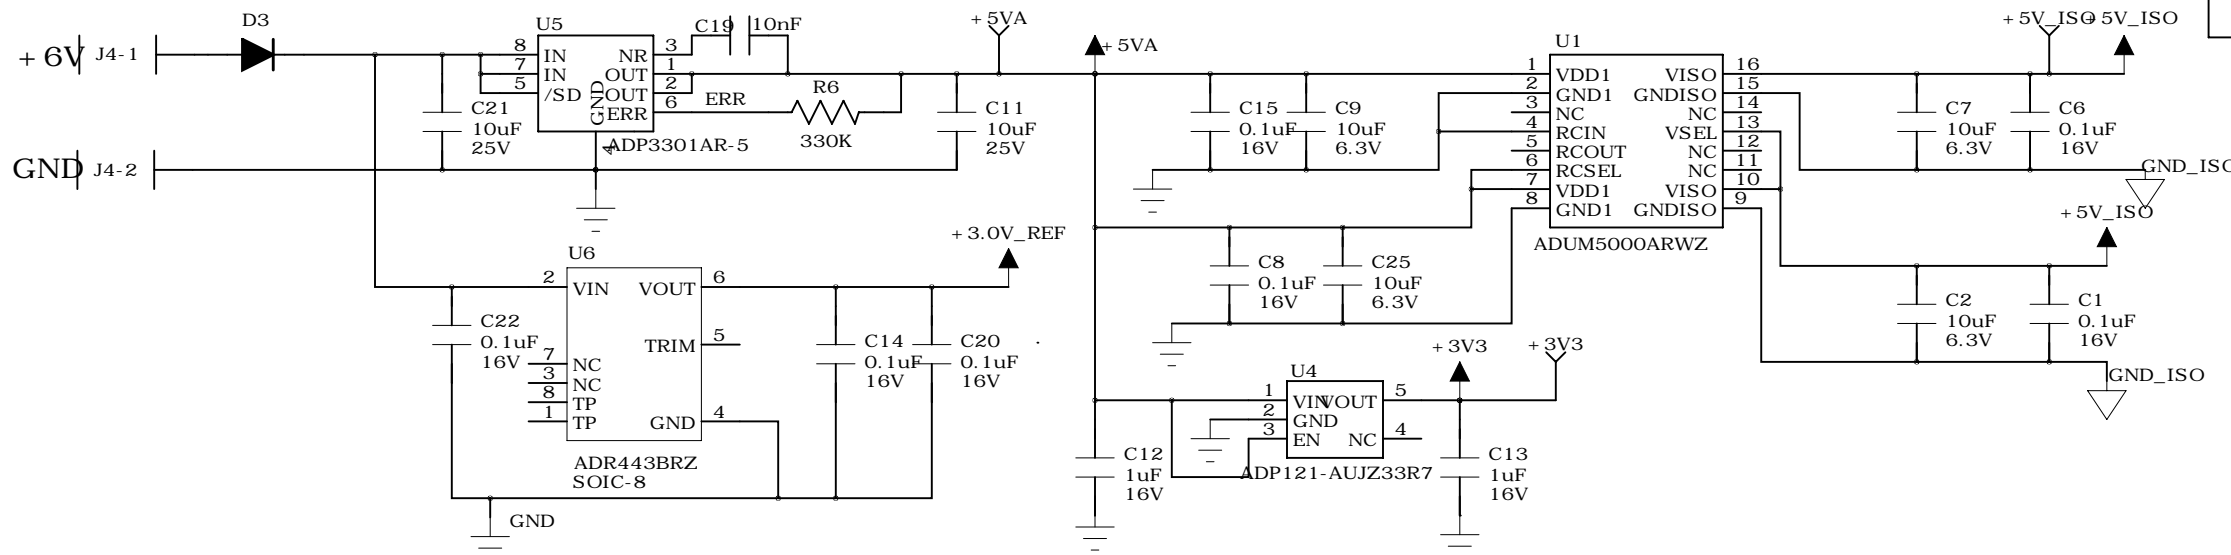 +6V J4-1
GND J4-2
D3
U5
8 IN
7 IN
5 /SD
NR 3
OUT 1
OUT 2
ERR 6
GND
4
ADP3301AR-5
C19 10nF
ERR
R6
330K
C21
10uF
25V
C11
10uF
25V
+5VA
+5VA
U6
2 VIN
VOUT 6
TRIM 5
7 NC
3 NC
8 TP
1 TP
GND 4
ADR443BRZ
SOIC-8
C22
0.1uF
16V
C14
0.1uF
16V
C20
0.1uF
16V
+3.0V_REF
GND
C15
0.1uF
16V
C9
10uF
6.3V
C8
0.1uF
16V
C25
10uF
6.3V
U1
1 VDD1
2 GND1
3 NC
4 RCIN
5 RCOUT
6 RCSEL
7 VDD1
8 GND1
VISO 16
GNDISO 15
NC 14
VSEL 13
NC 12
NC 11
VISO 10
GNDISO 9
ADUM5000ARWZ
+5V_ISO
+5V_ISO
C7
10uF
6.3V
C6
0.1uF
16V
GND_ISO
+5V_ISO
C2
10uF
6.3V
C1
0.1uF
16V
GND_ISO
U4
1 VIN
2 GND
3 EN
VOUT 5
NC 4
ADP121-AUJZ33R7
+3V3
+3V3
C12
1uF
16V
C13
1uF
16V